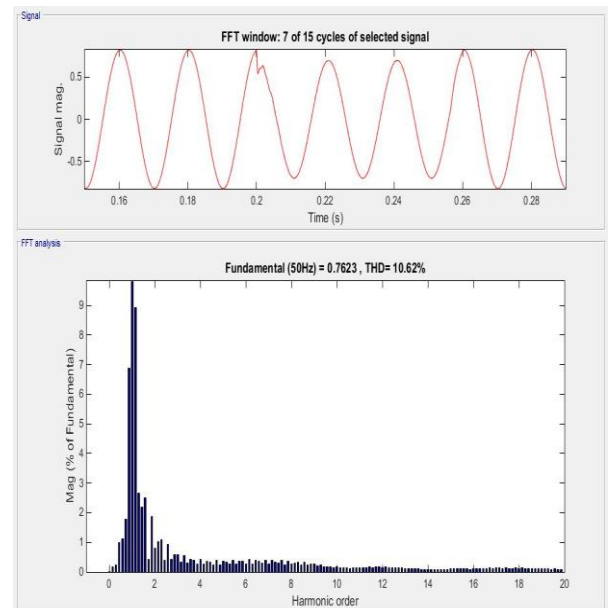 Signal
FFT window: 7 of 15 cycles of selected signal
Signal mag.
0.5
0
-0.5
0.16 0.18 0.2 0.22 0.24 0.26 0.28
Time (s)
FFT analysis
Fundamental (50Hz) = 0.7623 , THD= 10.62%
Mag (% of Fundamental)
9
8
7
6
5
4
3
2
1
0
0 2 4 6 8 10 12 14 16 18 20
Harmonic order